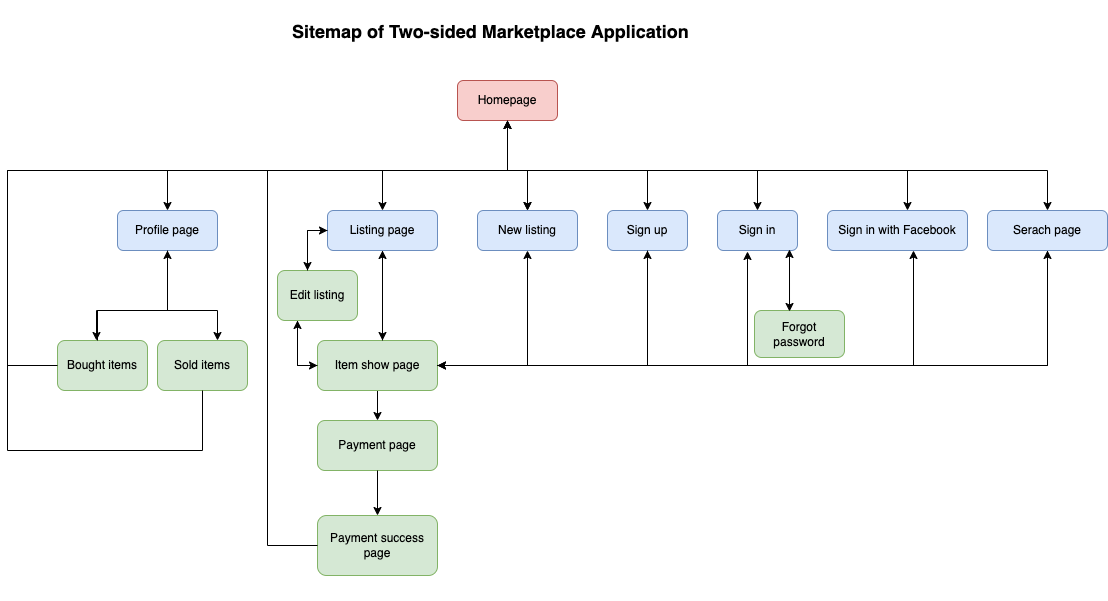 Sitemap of Two-sided Marketplace Application
Homepage
Profile page
Listing page
New listing
Sign up
Sign in
Sign in with Facebook
Serach page
Edit listing
Forgot
password
Bought items
Sold items
Item show page
Payment page
Payment success
page